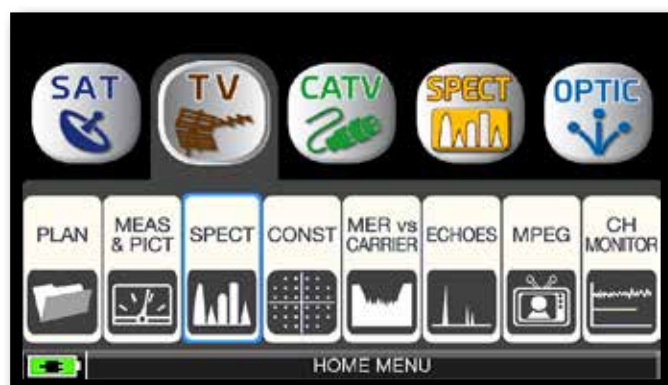 SAT
TV
CATV
SPECT
OPTIC
PLAN
MEAS
& PICT
SPECT
CONST
MER vs
CARRIER
ECHOES
MPEG
CH
MONITOR
HOME MENU